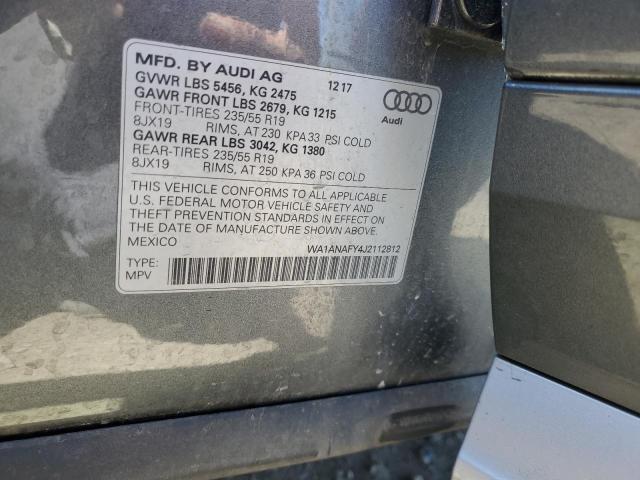 MFD. BY AUDI AG 12 17
GVWR LBS 5456, KG 2475
GAWR FRONT LBS 2679, KG 1215
FRONT-TIRES 235/55 R19
8JX19 RIMS, AT 230 KPA 33 PSI COLD
GAWR REAR LBS 3042, KG 1380
REAR-TIRES 235/55 R19
8JX19 RIMS, AT 250 KPA 36 PSI COLD
Audi
THIS VEHICLE CONFORMS TO ALL APPLICABLE
U.S. FEDERAL MOTOR VEHICLE SAFETY AND
THEFT PREVENTION STANDARDS IN EFFECT ON
THE DATE OF MANUFACTURE SHOWN ABOVE.
MEXICO WA1ANAFY4J2112812
TYPE:
MPV